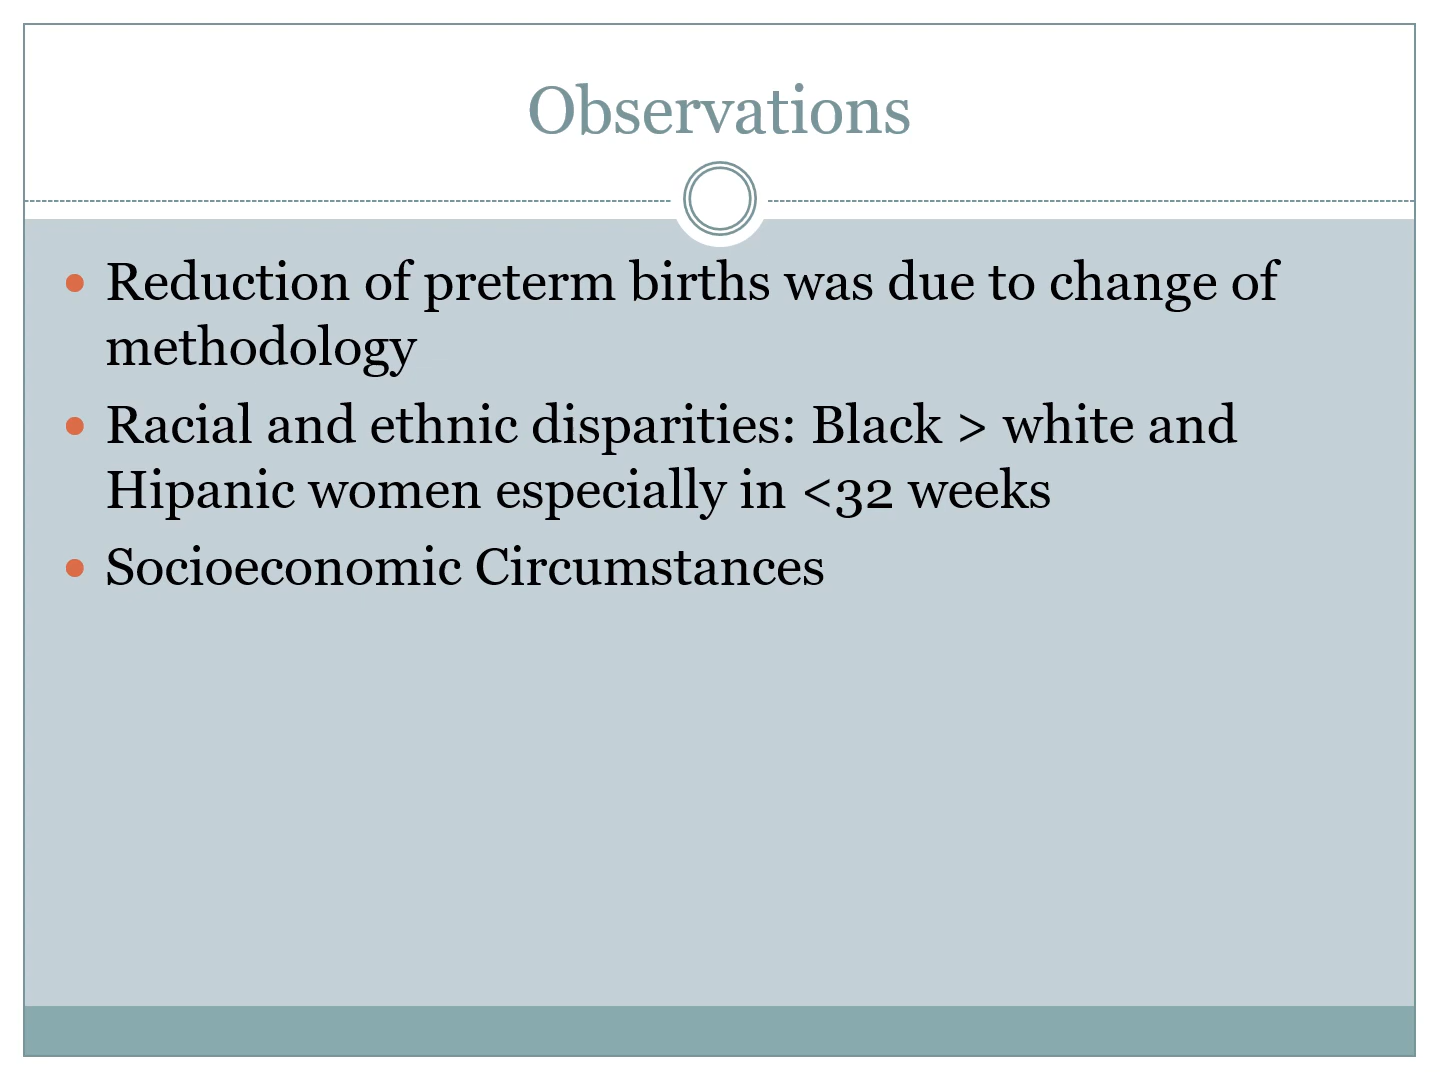 Observations
• Reduction of preterm births was due to change of
methodology
• Racial and ethnic disparities: Black > white and
Hipanic women especially in <32 weeks
• Socioeconomic Circumstances